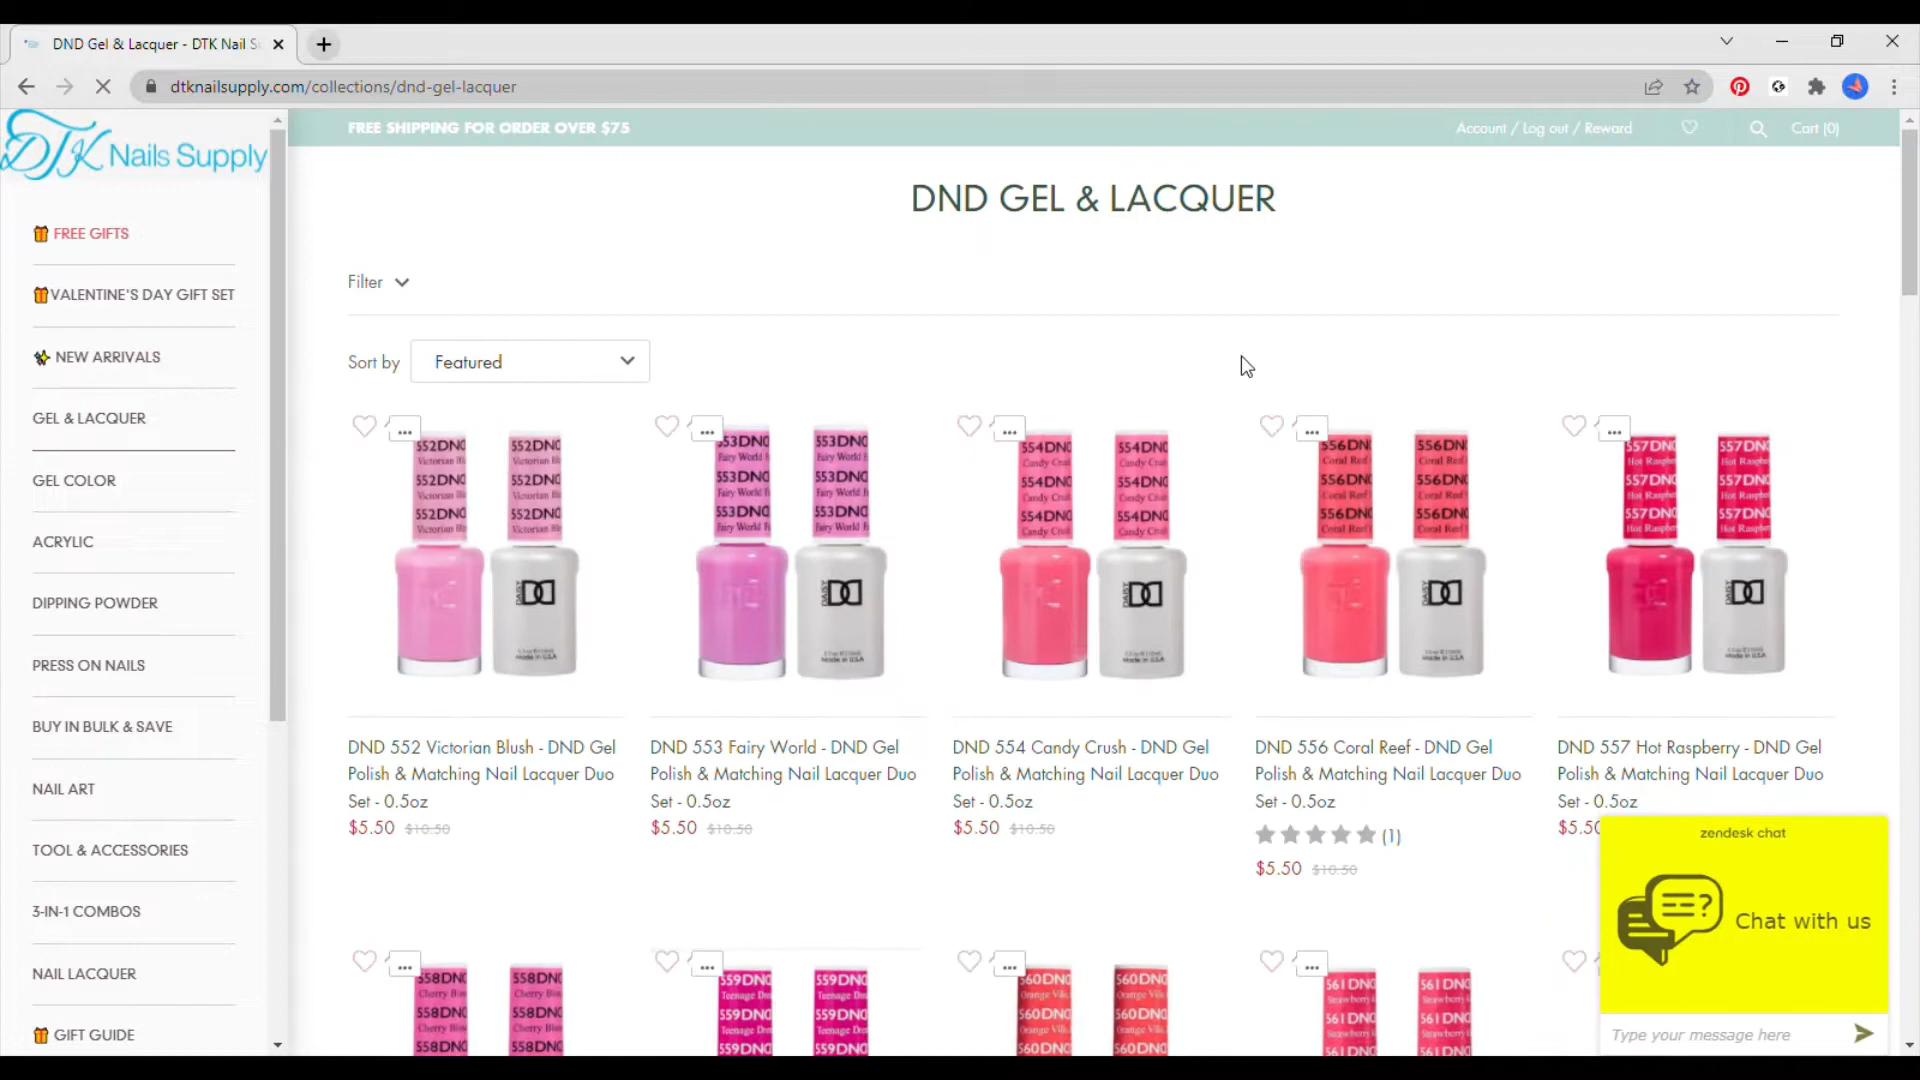 DND Gel & Lacquer - DTK Nail S
dtknailsupply.com/collections/dnd-gel-lacquer
DTK Nails Supply
FREE SHIPPING FOR ORDER OVER $75
Account / Log out / Reward
Cart (0)
FREE GIFTS
VALENTINE'S DAY GIFT SET
NEW ARRIVALS
GEL & LACQUER
GEL COLOR
ACRYLIC
DIPPING POWDER
PRESS ON NAILS
BUY IN BULK & SAVE
NAIL ART
TOOL & ACCESSORIES
3-IN-1 COMBOS
NAIL LACQUER
GIFT GUIDE
DND GEL & LACQUER
Filter
Sort by Featured
DND 552 Victorian Blush - DND Gel
Polish & Matching Nail Lacquer Duo
Set - 0.5oz
$5.50 $10.50
DND 553 Fairy World - DND Gel
Polish & Matching Nail Lacquer Duo
Set - 0.5oz
$5.50 $10.50
DND 554 Candy Crush - DND Gel
Polish & Matching Nail Lacquer Duo
Set - 0.5oz
$5.50 $10.50
DND 556 Coral Reef - DND Gel
Polish & Matching Nail Lacquer Duo
Set - 0.5oz
(1)
$5.50 $10.50
DND 557 Hot Raspberry - DND Gel
Polish & Matching Nail Lacquer Duo
Set - 0.5oz
$5.50
zendesk chat
Chat with us
Type your message here